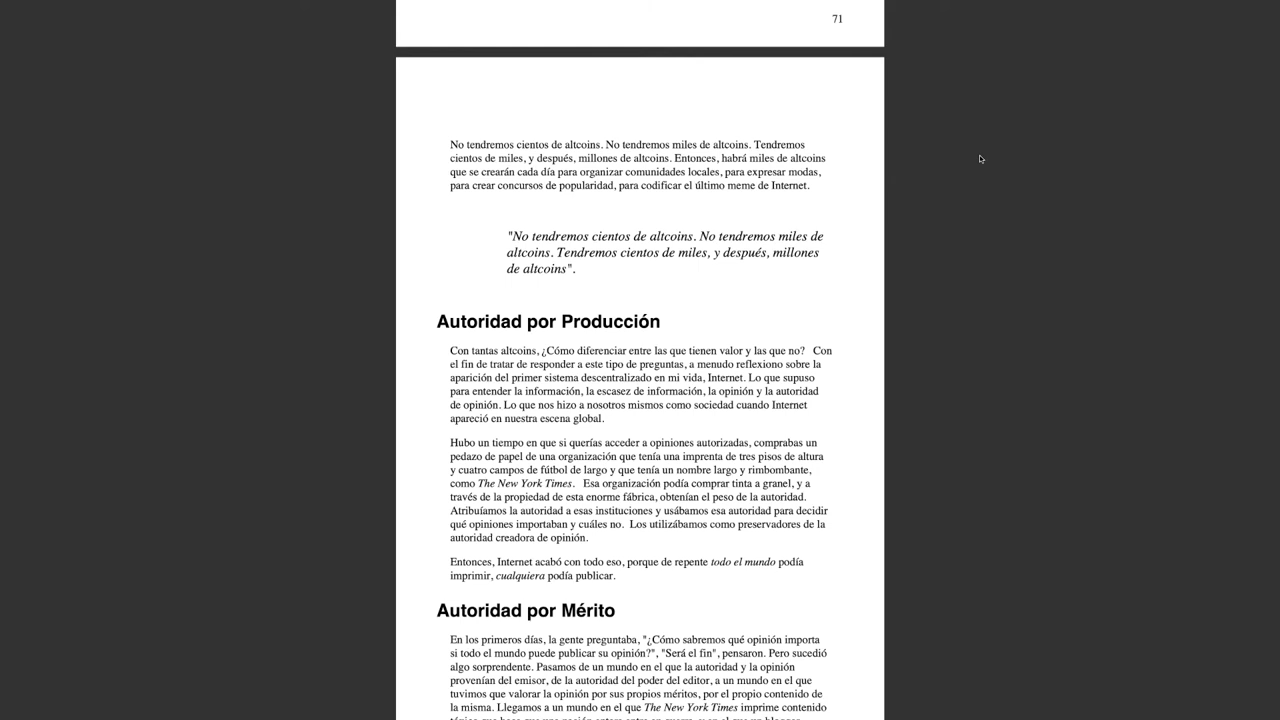 71
No tendremos cientos de altcoins. No tendremos miles de altcoins. Tendremos
cientos de miles, y después, millones de altcoins. Entonces, habrá miles de altcoins
que se crearán cada día para organizar comunidades locales, para expresar modas,
para crear concursos de popularidad, para codificar el último meme de Internet.
"No tendremos cientos de altcoins. No tendremos miles de
altcoins. Tendremos cientos de miles, y después, millones
de altcoins".
Autoridad por Producción
Con tantas altcoins, ¿Cómo diferenciar entre las que tienen valor y las que no? Con
el fin de tratar de responder a este tipo de preguntas, a menudo reflexiono sobre la
aparición del primer sistema descentralizado en mi vida, Internet. Lo que supuso
para entender la información, la escasez de información, la opinión y la autoridad
de opinión. Lo que nos hizo a nosotros mismos como sociedad cuando Internet
apareció en nuestra escena global.
Hubo un tiempo en que si querías acceder a opiniones autorizadas, comprabas un
pedazo de papel de una organización que tenía una imprenta de tres pisos de altura
y cuatro campos de fútbol de largo y que tenía un nombre largo y rimbombante,
como The New York Times. Esa organización podía comprar tinta a granel, y a
través de la propiedad de esta enorme fábrica, obtenían el peso de la autoridad.
Atribuíamos la autoridad a esas instituciones y usábamos esa autoridad para decidir
qué opiniones importaban y cuáles no. Los utilizábamos como preservadores de la
autoridad creadora de opinión.
Entonces, Internet acabó con todo eso, porque de repente todo el mundo podía
imprimir, cualquiera podía publicar.
Autoridad por Mérito
En los primeros días, la gente preguntaba, "¿Cómo sabremos qué opinión importa
si todo el mundo puede publicar su opinión?", "Será el fin", pensaron. Pero sucedió
algo sorprendente. Pasamos de un mundo en el que la autoridad y la opinión
provenían del emisor, de la autoridad del poder del editor, a un mundo en el que
tuvimos que valorar la opinión por sus propios méritos, por el propio contenido de
la misma. Llegamos a un mundo en el que The New York Times imprime contenido